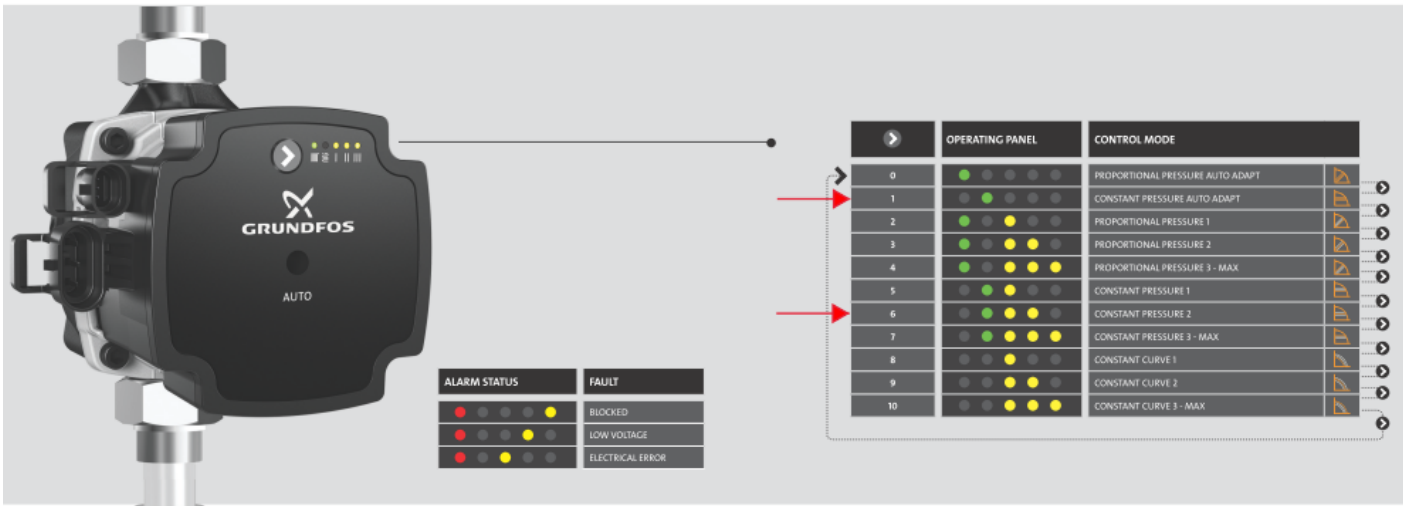 I II III
GRUNDFOS
AUTO
ALARM STATUS FAULT
BLOCKED
LOW VOLTAGE
ELECTRICAL ERROR
OPERATING PANEL CONTROL MODE
0 PROPORTIONAL PRESSURE AUTO ADAPT
1 CONSTANT PRESSURE AUTO ADAPT
2 PROPORTIONAL PRESSURE 1
3 PROPORTIONAL PRESSURE 2
4 PROPORTIONAL PRESSURE 3 - MAX
5 CONSTANT PRESSURE 1
6 CONSTANT PRESSURE 2
7 CONSTANT PRESSURE 3 - MAX
8 CONSTANT CURVE 1
9 CONSTANT CURVE 2
10 CONSTANT CURVE 3 - MAX